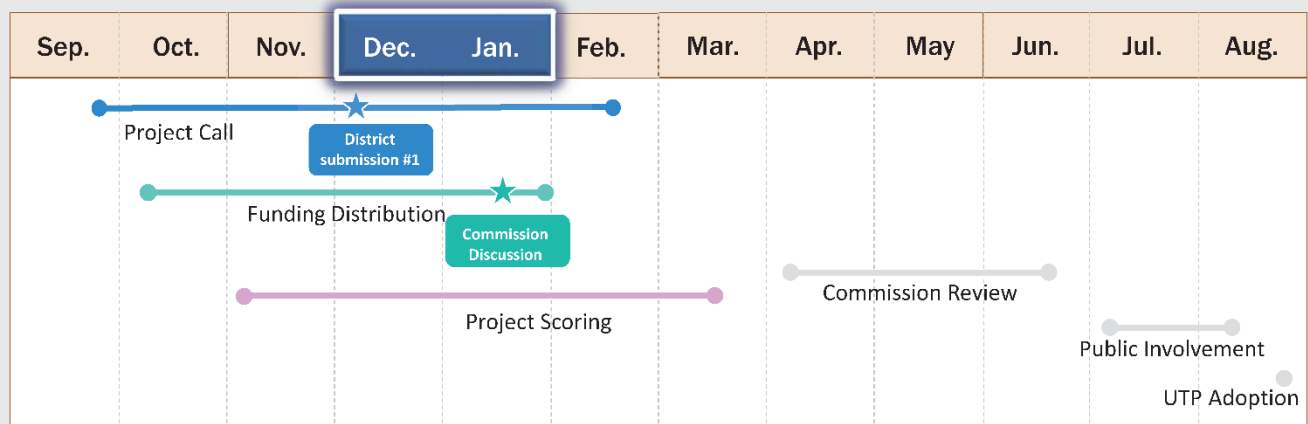 Sep. Oct. Nov. Dec. Jan. Feb. Mar. Apr. May Jun. Jul. Aug.
Project Call
District
submission #1
Funding Distribution
Commission
Discussion
Commission Review
Project Scoring
Public Involvement
UTP Adoption